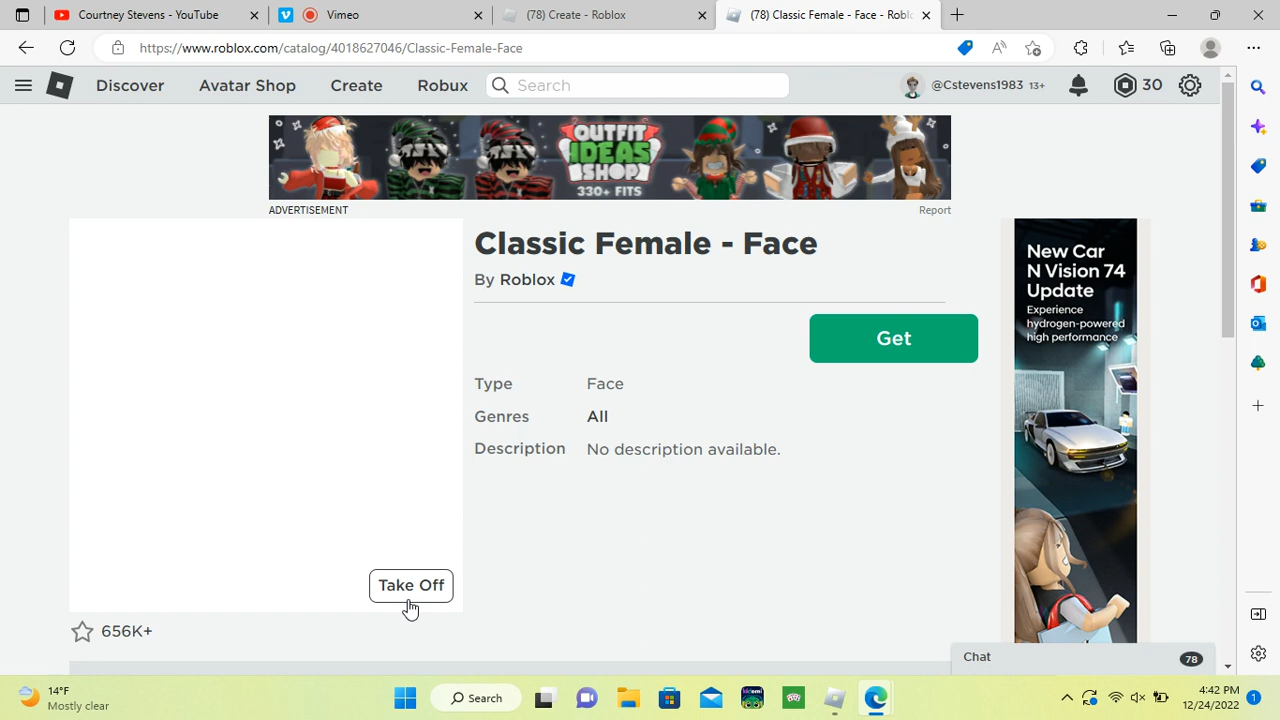 Courtney Stevens - YouTube
Vimeo
(78) Create - Roblox
(78) Classic Female - Face - Roblo
https://www.roblox.com/catalog/4018627046/Classic-Female-Face
Discover
Avatar Shop
Create
Robux
Search
@Cstevens1983 13+
30
OUTFIT
IDEAS
SHOP
330+ FITS
ADVERTISEMENT
Report
Classic Female - Face
By Roblox
Get
Type
Face
Genres
All
Description
No description available.
Take Off
656K+
New Car
N Vision 74
Update
Experience
hydrogen-powered
high performance
Chat
78
14°F
Mostly clear
Search
4:42 PM
12/24/2022
1